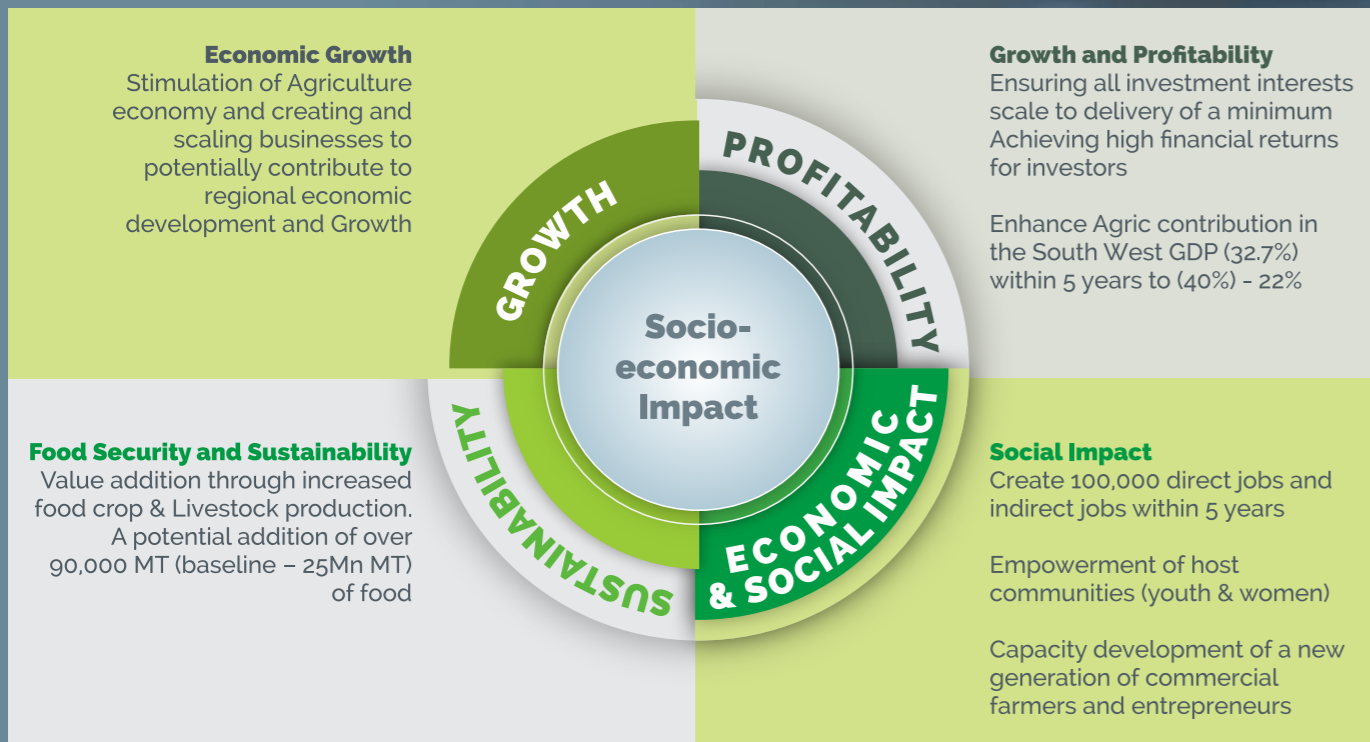 Economic Growth
Stimulation of Agriculture
economy and creating and
scaling businesses to
potentially contribute to
regional economic
development and Growth
Growth and Profitability
Ensuring all investment interests
scale to delivery of a minimum
Achieving high financial returns
for investors
Enhance Agric contribution in
the South West GDP (32.7%)
within 5 years to (40%) - 22%
GROWTH
PROFITABILITY
Socio-
economic
Impact
SUSTAINABILITY
ECONOMIC
& SOCIAL IMPACT
Food Security and Sustainability
Value addition through increased
food crop & Livestock production.
A potential addition of over
90,000 MT (baseline – 25Mn MT)
of food
Social Impact
Create 100,000 direct jobs and
indirect jobs within 5 years
Empowerment of host
communities (youth & women)
Capacity development of a new
generation of commercial
farmers and entrepreneurs